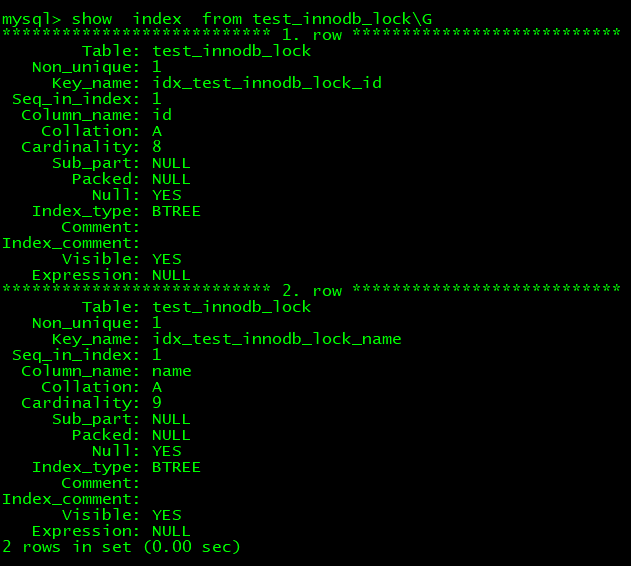 mysql> show  index  from test_innodb_lock\G
*************************** 1. row ***************************
        Table: test_innodb_lock
   Non_unique: 1
     Key_name: idx_test_innodb_lock_id
 Seq_in_index: 1
  Column_name: id
    Collation: A
  Cardinality: 8
     Sub_part: NULL
       Packed: NULL
         Null: YES
   Index_type: BTREE
      Comment:
Index_comment:
      Visible: YES
   Expression: NULL
*************************** 2. row ***************************
        Table: test_innodb_lock
   Non_unique: 1
     Key_name: idx_test_innodb_lock_name
 Seq_in_index: 1
  Column_name: name
    Collation: A
  Cardinality: 9
     Sub_part: NULL
       Packed: NULL
         Null: YES
   Index_type: BTREE
      Comment:
Index_comment:
      Visible: YES
   Expression: NULL
2 rows in set (0.00 sec)